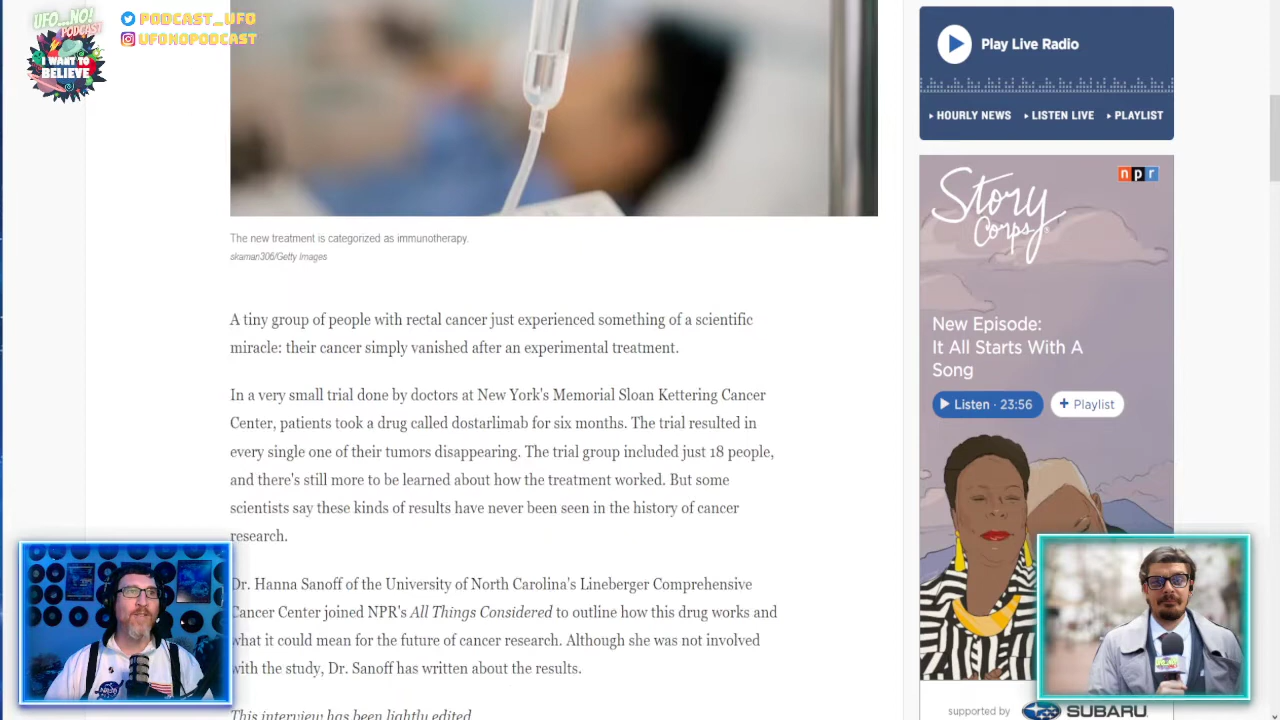 UFO...NO!
PODCAST
I WANT TO
BELIEVE
PODCAST_UFO
UFONOPODCAST
Play Live Radio
HOURLY NEWS
LISTEN LIVE
PLAYLIST
npr
Story
Corps
New Episode:
It All Starts With A
Song
Listen · 23:56
+ Playlist
supported by
SUBARU
The new treatment is categorized as immunotherapy.
skaman306/Getty Images
A tiny group of people with rectal cancer just experienced something of a scientific
miracle: their cancer simply vanished after an experimental treatment.
In a very small trial done by doctors at New York's Memorial Sloan Kettering Cancer
Center, patients took a drug called dostarlimab for six months. The trial resulted in
every single one of their tumors disappearing. The trial group included just 18 people,
and there's still more to be learned about how the treatment worked. But some
scientists say these kinds of results have never been seen in the history of cancer
research.
Dr. Hanna Sanoff of the University of North Carolina's Lineberger Comprehensive
Cancer Center joined NPR's All Things Considered to outline how this drug works and
what it could mean for the future of cancer research. Although she was not involved
with the study, Dr. Sanoff has written about the results.
This interview has been lightly edited